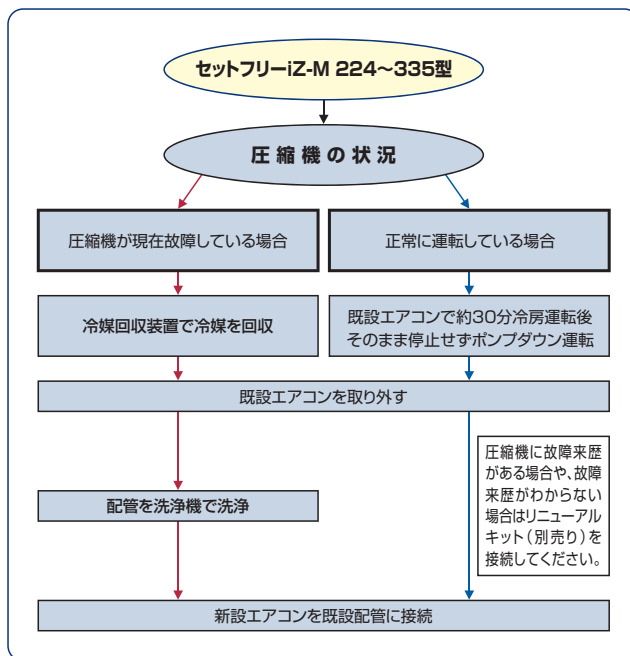 セットフリーiZ-M 224～335型
圧縮機の状況
圧縮機が現在故障している場合
正常に運転している場合
冷媒回収装置で冷媒を回収
既設エアコンで約30分冷房運転後
そのまま停止せずポンプダウン運転
既設エアコンを取り外す
圧縮機に故障来歴
がある場合や、故障
来歴がわからない
場合はリニューアル
キット（別売り）を
接続してください。
配管を洗浄機で洗浄
新設エアコンを既設配管に接続